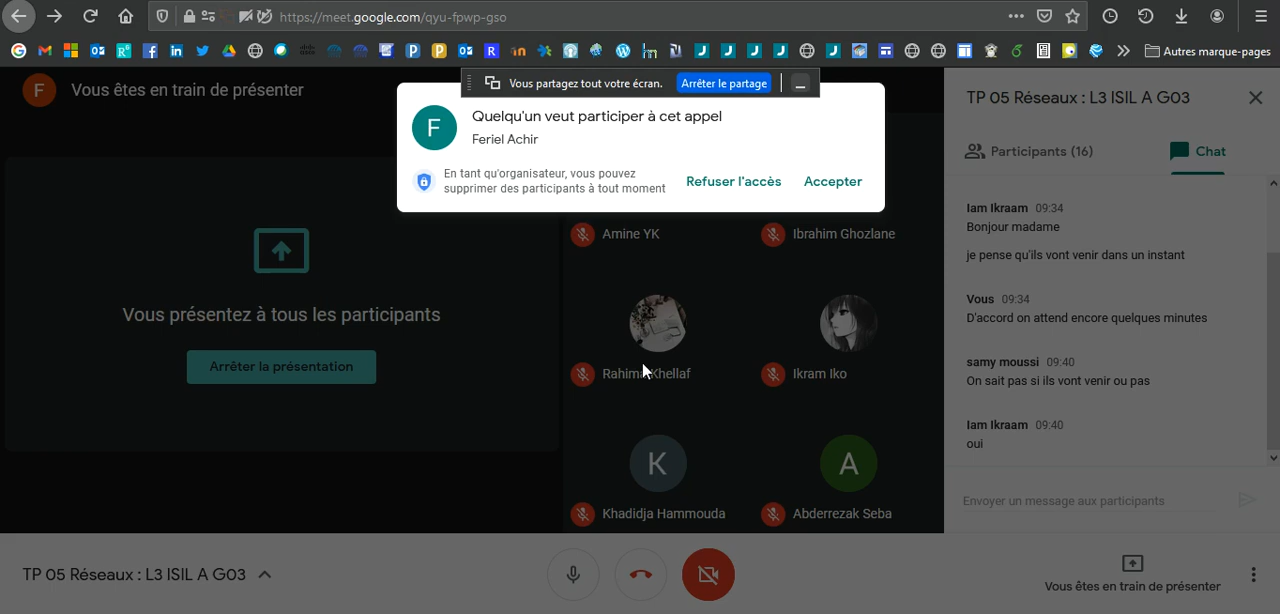 https://meet.google.com/qyu-fpwp-gso
Autres marque-pages
Vous partagez tout votre écran.
Arrêter le partage
F
Vous êtes en train de présenter
F
Quelqu'un veut participer à cet appel
Feriel Achir
En tant qu'organisateur, vous pouvez
supprimer des participants à tout moment
Refuser l'accès
Accepter
Vous présentez à tous les participants
Arrêter la présentation
Amine YK
Ibrahim Ghozlane
Rahima Khellaf
Ikram Iko
K
A
Khadidja Hammouda
Abderrezak Seba
TP 05 Réseaux : L3 ISIL A G03
Participants (16)
Chat
Iam Ikraam 09:34
Bonjour madame
je pense qu'ils vont venir dans un instant
Vous 09:34
D'accord on attend encore quelques minutes
samy moussi 09:40
On sait pas si ils vont venir ou pas
Iam Ikraam 09:40
oui
Envoyer un message aux participants
TP 05 Réseaux : L3 ISIL A G03
Vous êtes en train de présenter